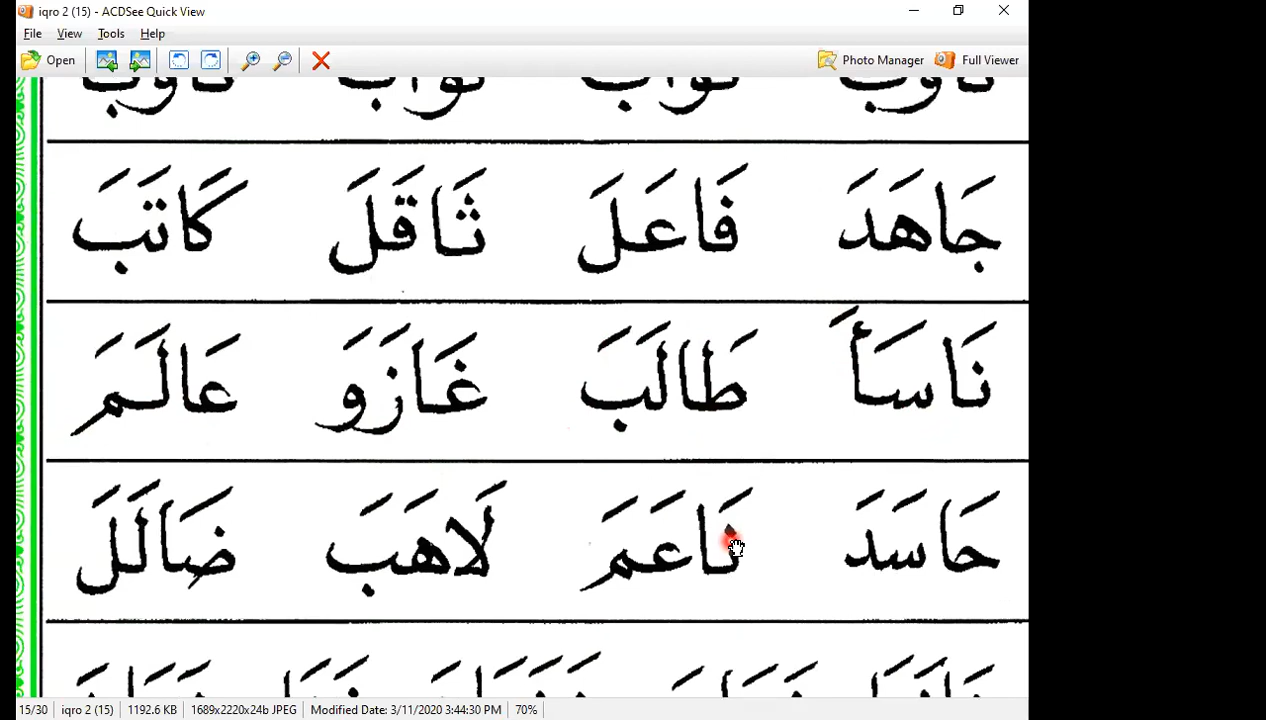 iqro 2 (15) - ACDSee Quick View
File View Tools Help
Open Photo Manager Full Viewer
جَاهَدَ فَاعَلَ ثَاقَلَ كَاتَبَ
نَاسَأَ طَالَبَ غَازَوَ عَالَمَ
حَاسَدَ نَاعَمَ لَاهَبَ ضَالَلَ
15/30 iqro 2 (15) 1192.6 KB 1689x2220x24b JPEG Modified Date: 3/11/2020 3:44:30 PM 70%